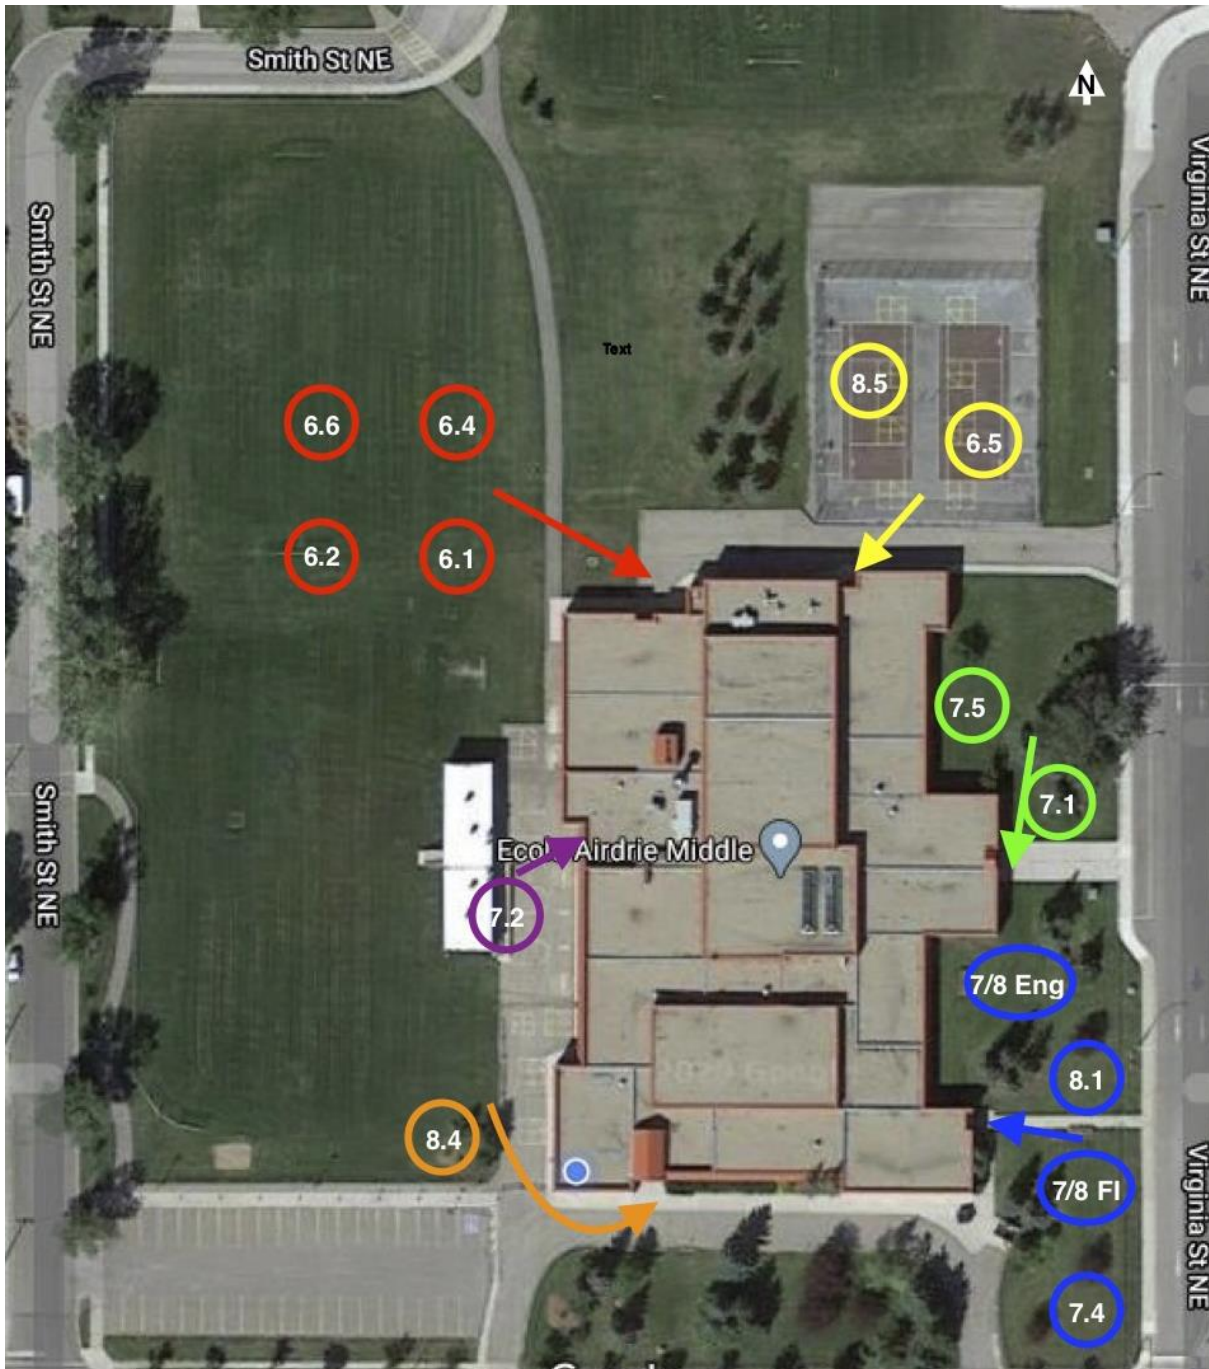 Smith St NE
N
Virginia St NE
Smith St NE
Text
8.5
6.6
6.4
6.5
6.2
6.1
7.5
7.1
Smith St NE
Ecole Airdrie Middle
7.2
7/8 Eng
8.1
8.4
7/8 FI
Virginia St NE
7.4